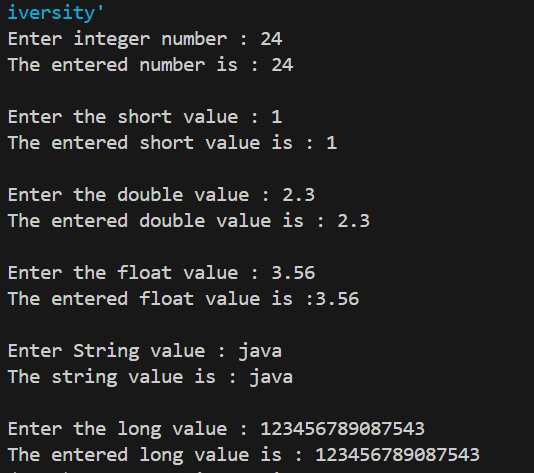 iversity'
Enter integer number : 24
The entered number is : 24
Enter the short value : 1
The entered short value is : 1
Enter the double value : 2.3
The entered double value is : 2.3
Enter the float value : 3.56
The entered float value is :3.56
Enter String value : java
The string value is : java
Enter the long value : 123456789087543
The entered long value is : 123456789087543